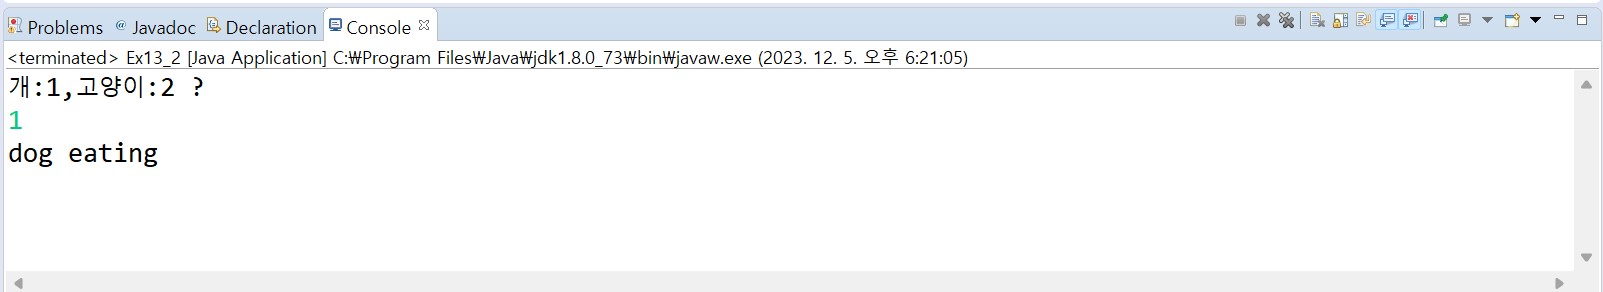 Problems @ Javadoc Declaration Console
<terminated> Ex13_2 [Java Application] C:₩Program Files₩Java₩jdk1.8.0_73₩bin₩javaw.exe (2023. 12. 5. 오후 6:21:05)
개:1,고양이:2 ?
1
dog eating